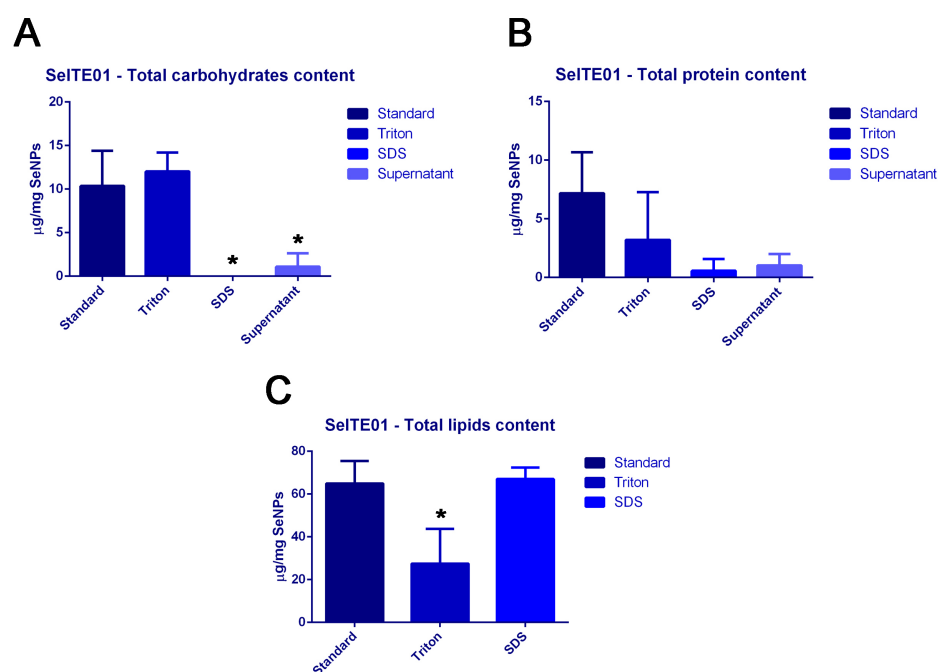 A
SelTE01 - Total carbohydrates content
20
15
10
5
0
µg/mg SeNPs
Standard
Triton
SDS
Supernatant
*
*
Standard
Triton
SDS
Supernatant
B
SelTE01 - Total protein content
15
10
5
0
µg/mg SeNPs
Standard
Triton
SDS
Supernatant
Standard
Triton
SDS
Supernatant
C
SelTE01 - Total lipids content
80
60
40
20
0
µg/mg SeNPs
*
Standard
Triton
SDS
Standard
Triton
SDS